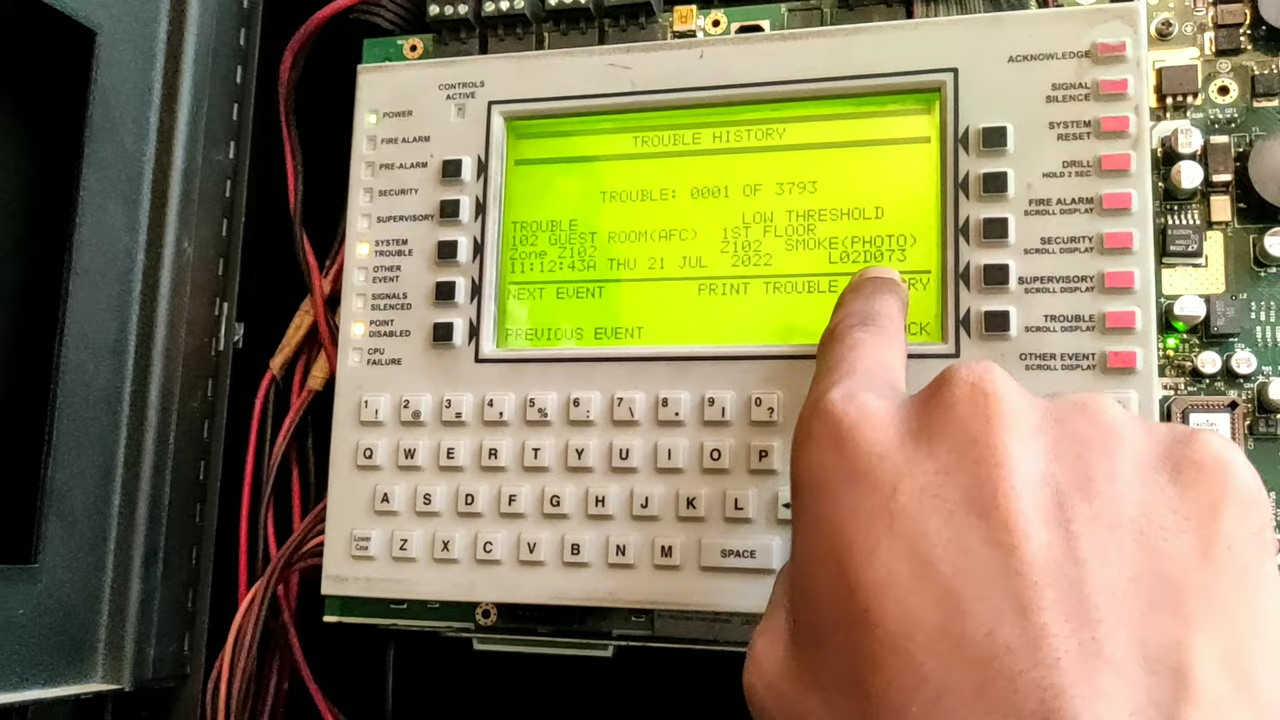 CONTROLS
ACTIVE
POWER
FIRE ALARM
PRE-ALARM
SECURITY
SUPERVISORY
SYSTEM
TROUBLE
OTHER
EVENT
SIGNALS
SILENCED
POINT
DISABLED
CPU
FAILURE
TROUBLE HISTORY
TROUBLE: 0001 OF 3793
TROUBLE LOW THRESHOLD
102 GUEST ROOM(AFC) 1ST FLOOR
Zone Z102 Z102 SMOKE(PHOTO)
11:12:43A THU 21 JUL 2022 L02D073
NEXT EVENT PRINT TROUBLE
PREVIOUS EVENT
ACKNOWLEDGE
SIGNAL
SILENCE
SYSTEM
RESET
DRILL
HOLD 2 SEC.
FIRE ALARM
SCROLL DISPLAY
SECURITY
SCROLL DISPLAY
SUPERVISORY
SCROLL DISPLAY
TROUBLE
SCROLL DISPLAY
OTHER EVENT
SCROLL DISPLAY
1 ! 2 @ 3 = 4 , 5 % 6 : 7 \ 8 . 9 | 0 ?
Q W E R T Y U I O P
A S D F G H J K L
Lower Case Z X C V B N M SPACE